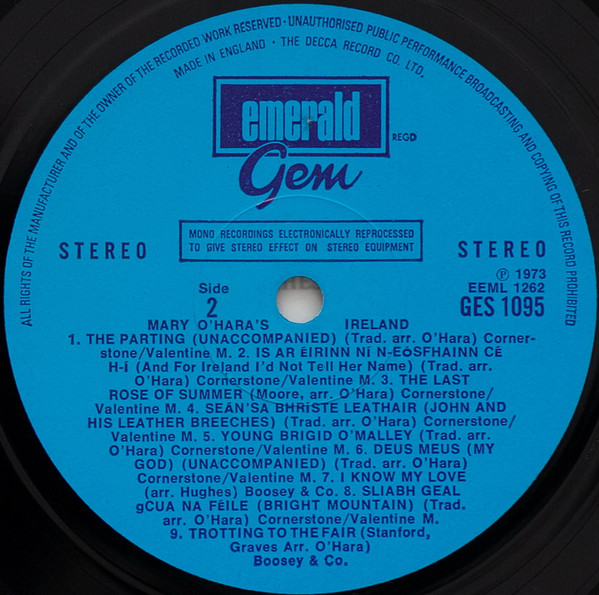 ALL RIGHTS OF THE MANUFACTURER AND OF THE OWNER OF THE RECORDED WORK RESERVED · UNAUTHORISED PUBLIC PERFORMANCE BROADCASTING AND COPYING OF THIS RECORD PROHIBITED
MADE IN ENGLAND · THE DECCA RECORD CO. LTD.
emerald
REGD
Gem
MONO RECORDINGS ELECTRONICALLY REPROCESSED
TO GIVE STEREO EFFECT ON STEREO EQUIPMENT
STEREO
STEREO
Ⓟ 1973
EEML 1262
GES 1095
Side
2
MARY O'HARA'S IRELAND
1. THE PARTING (UNACCOMPANIED) (Trad. arr. O'Hara) Corner-
stone/Valentine M. 2. IS AR ÉIRINN NÍ N-EÓSFHAINN CÉ
H-Í (And For Ireland I'd Not Tell Her Name) (Trad. arr.
O'Hara) Cornerstone/Valentine M. 3. THE LAST
ROSE OF SUMMER (Moore, arr. O'Hara) Cornerstone/
Valentine M. 4. SEÁN'SA BHRÍSTE LEATHAIR (JOHN AND
HIS LEATHER BREECHES) (Trad. arr. O'Hara) Cornerstone/
Valentine M. 5. YOUNG BRIGID O'MALLEY (Trad. arr.
O'Hara) Cornerstone/Valentine M. 6. DEUS MEUS (MY
GOD) (UNACCOMPANIED) (Trad. arr. O'Hara)
Cornerstone/Valentine M. 7. I KNOW MY LOVE
(arr. Hughes) Boosey & Co. 8. SLIABH GEAL
gCUA NA FÉILE (BRIGHT MOUNTAIN) (Trad.
arr. O'Hara) Cornerstone/Valentine M.
9. TROTTING TO THE FAIR (Stanford,
Graves Arr. O'Hara)
Boosey & Co.